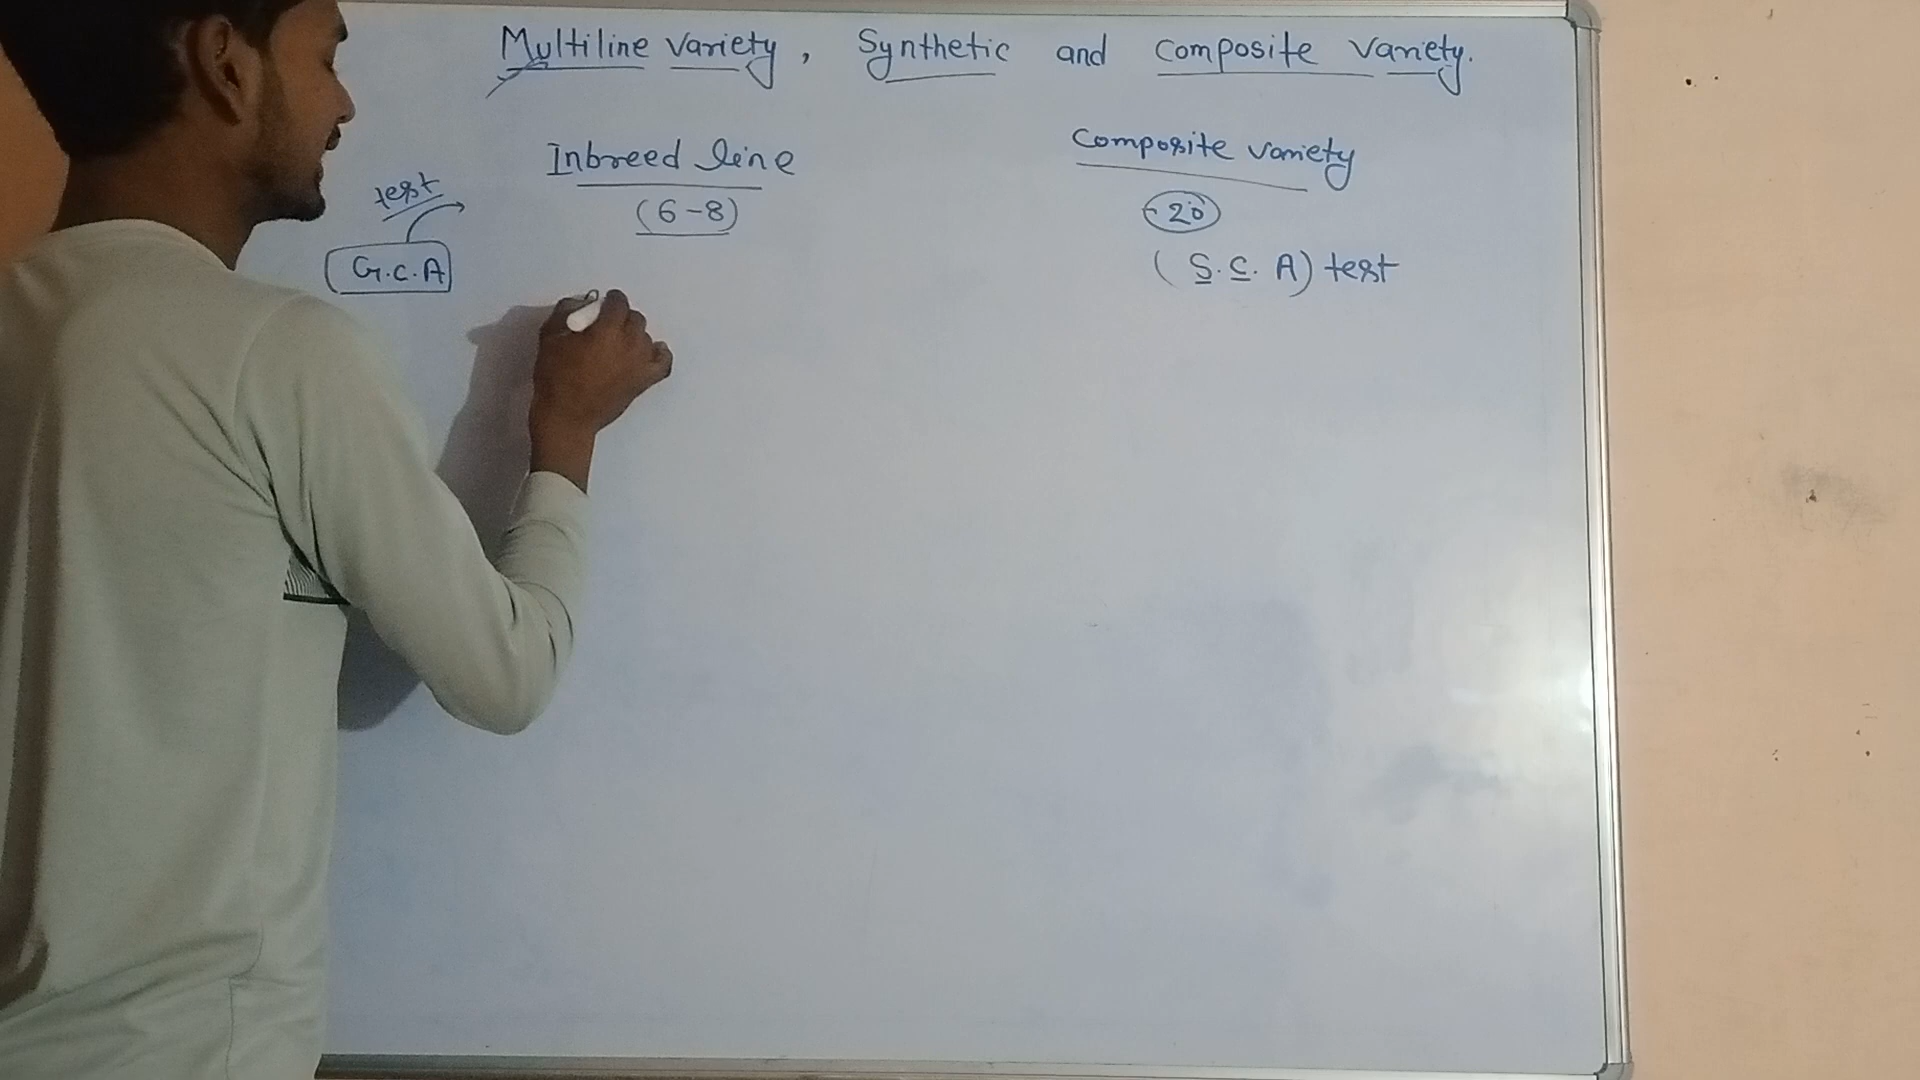 Multiline Variety, Synthetic and Composite Variety.
Inbreed line
(6-8)
test
G.C.A
Composite variety
20
(S.C.A) test